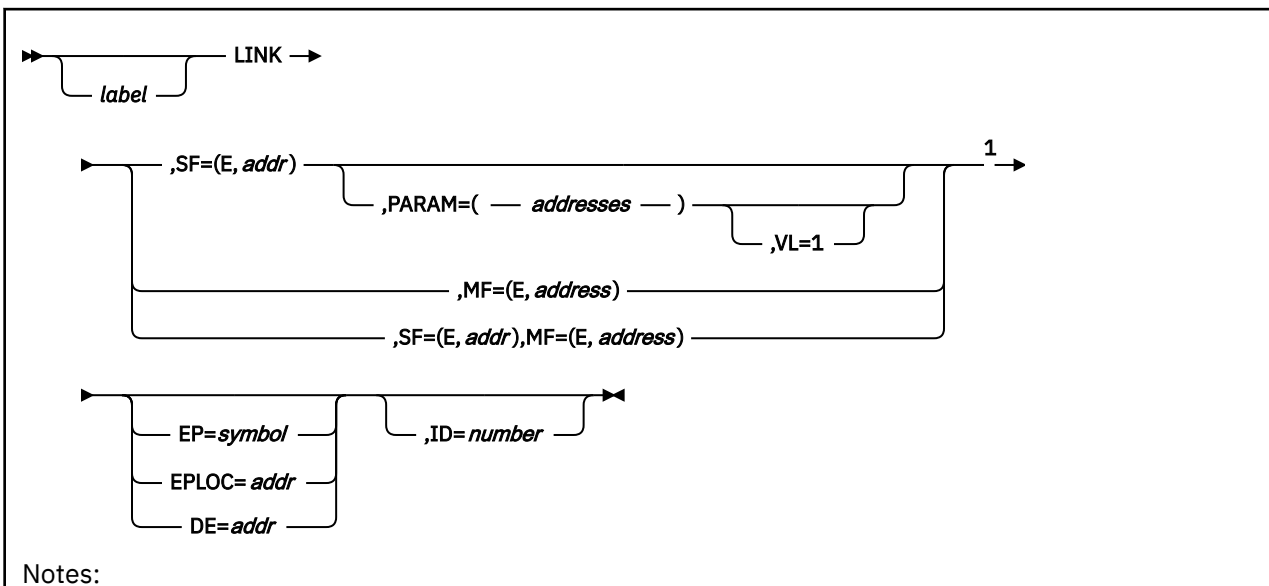 LINK
label
,SF=(E, addr)
1
,PARAM=( addresses )
,VL=1
,MF=(E, address)
,SF=(E, addr),MF=(E, address)
EP=symbol
,ID=number
EPLOC=addr
DE=addr
Notes: